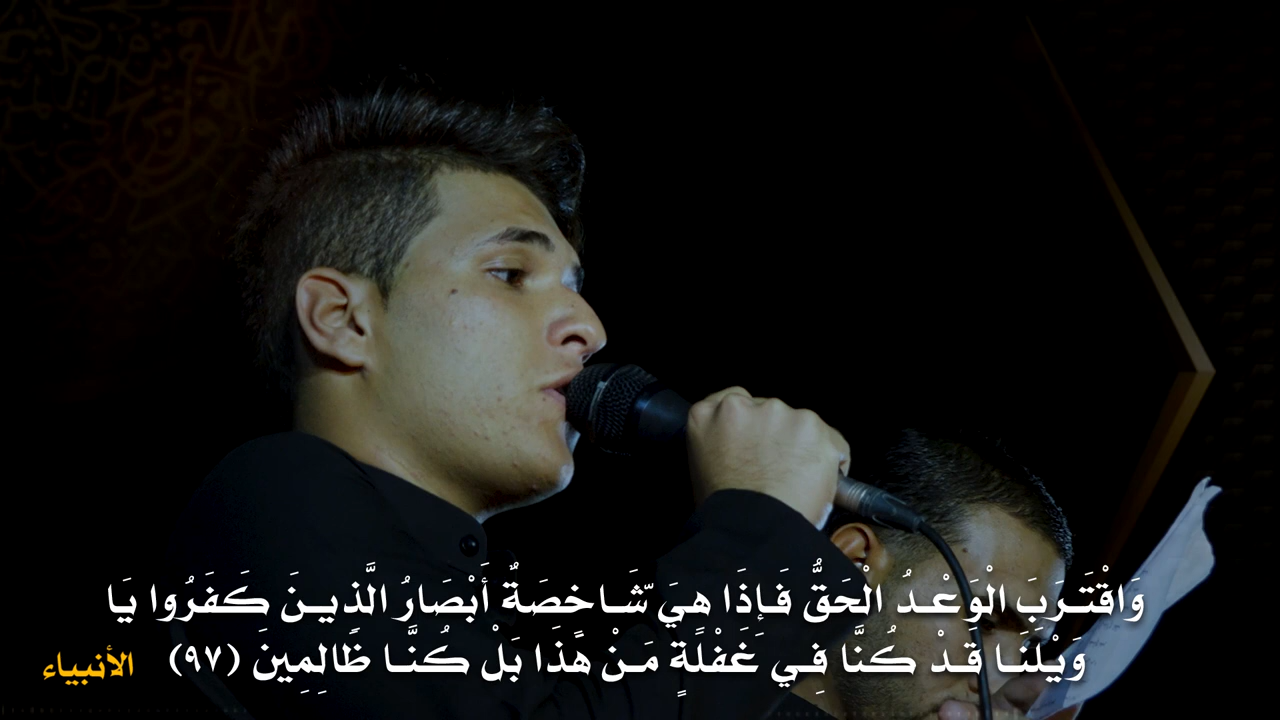 وَاقْتَرَبَ الْوَعْدُ الْحَقُّ فَإِذَا هِيَ شَاخِصَةٌ أَبْصَارُ الَّذِينَ كَفَرُوا يَا
وَيْلَنَا قَدْ كُنَّا فِي غَفْلَةٍ مَنْ هَٰذَا بَلْ كُنَّا ظَالِمِينَ (٩٧) الأنبياء